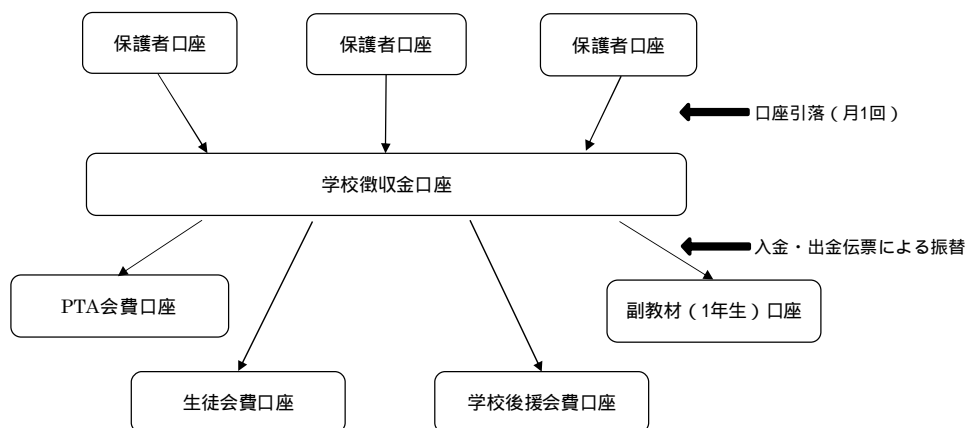 保護者口座
保護者口座
保護者口座
口座引落（月1回）
学校徴収金口座
入金・出金伝票による振替
PTA会費口座
副教材（1年生）口座
生徒会費口座
学校後援会費口座